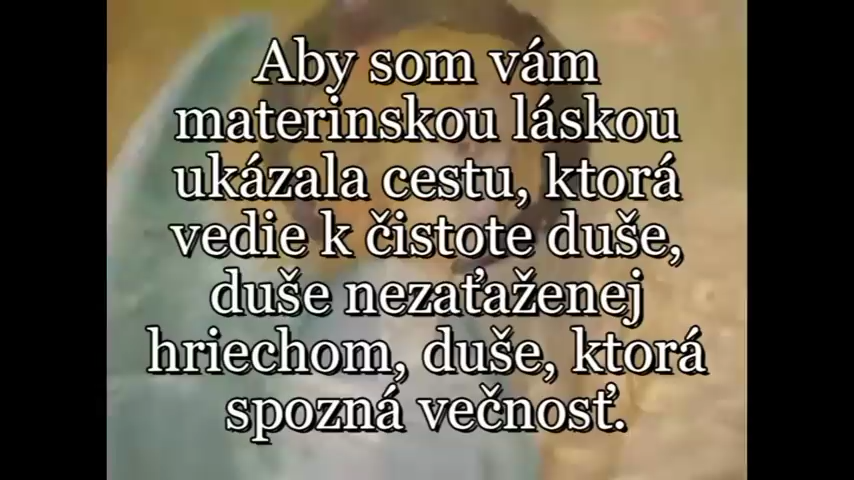 Aby som vám
materinskou láskou
ukázala cestu, ktorá
vedie k čistote duše,
duše nezaťaženej
hriechom, duše, ktorá
spozná večnosť.